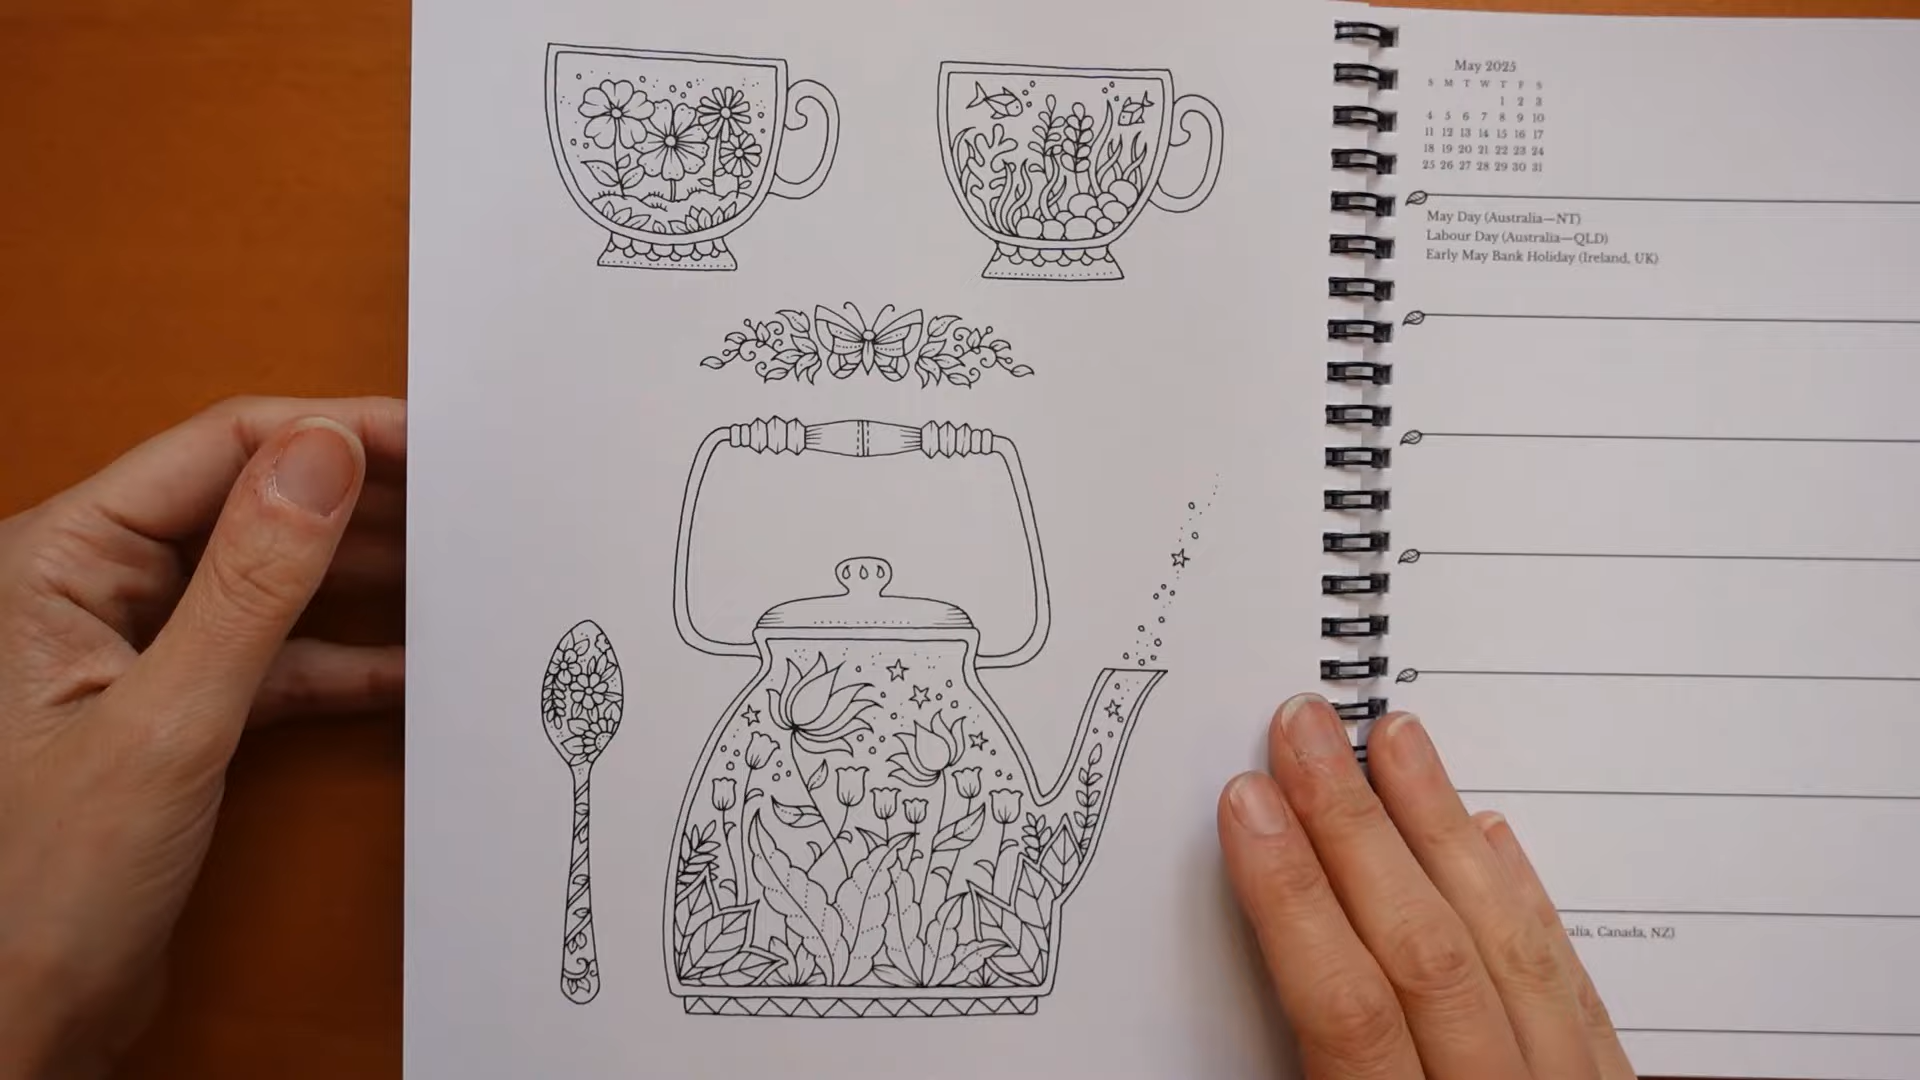 May 2025
S M T W T F S
1 2 3
4 5 6 7 8 9 10
11 12 13 14 15 16 17
18 19 20 21 22 23 24
25 26 27 28 29 30 31
May Day (Australia—NT)
Labour Day (Australia—QLD)
Early May Bank Holiday (Ireland, UK)
Canada, NZ)